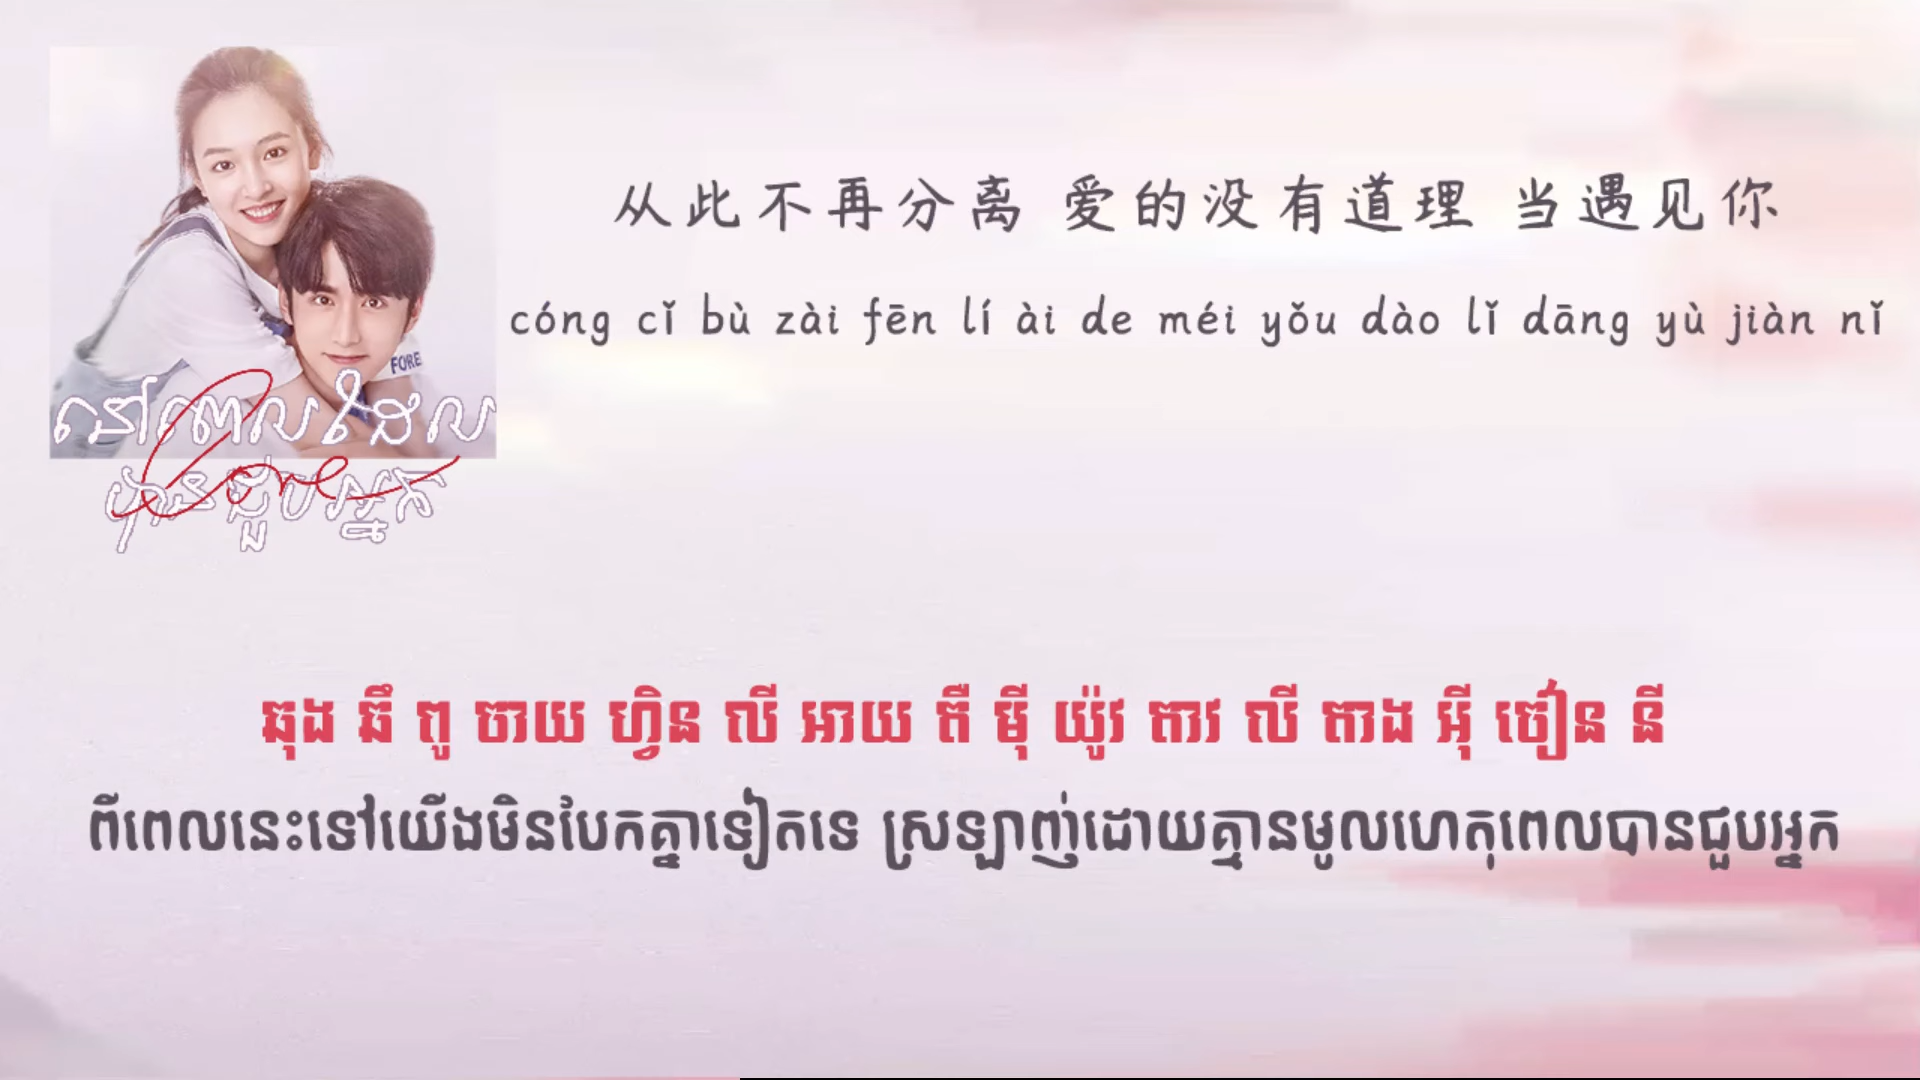 从此不再分离 爱的没有道理 当遇见你
cóng cǐ bù zài fēn lí ài de méi yǒu dào lǐ dāng yù jiàn nǐ
FORE
នៅពេលដែល
Love
បានជួបអ្នក
ឆុង ឆឺ ពូ ចាយ ហ្វិន លី អាយ តឺ ម៉ី យ៉ូវ តាវ លី តាង អ៊ី ចៀន នី
ពីពេលនេះទៅយើងមិនបែកគ្នាទៀតទេ ស្រឡាញ់ដោយគ្មានមូលហេតុពេលបានជួបអ្នក